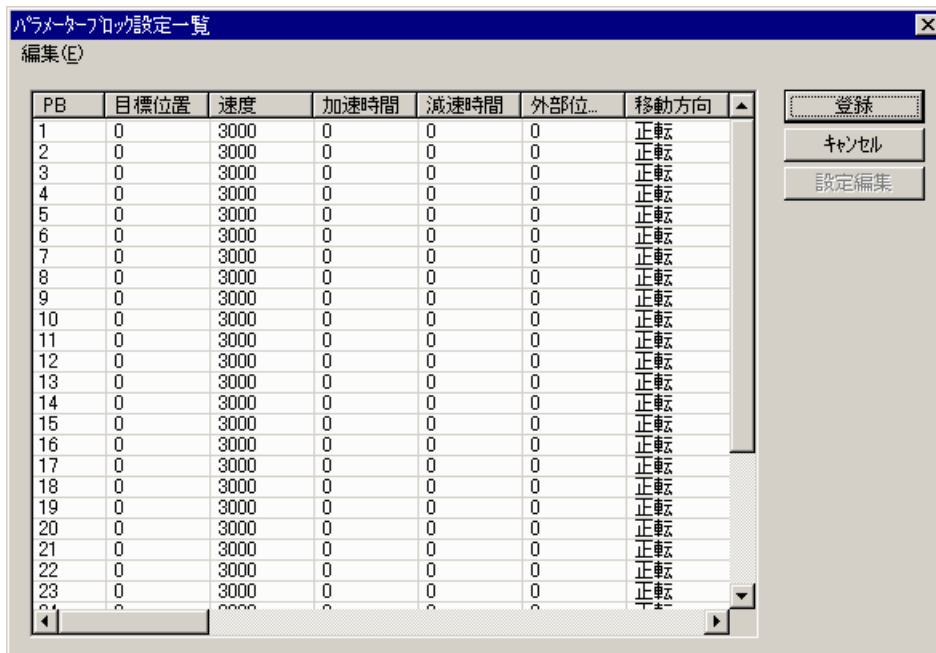 パラメーターブロック設定一覧
編集(E)
PB 目標位置 速度 加速時間 減速時間 外部位... 移動方向
登録
キャンセル
設定編集
1 0 3000 0 0 0 正転
2 0 3000 0 0 0 正転
3 0 3000 0 0 0 正転
4 0 3000 0 0 0 正転
5 0 3000 0 0 0 正転
6 0 3000 0 0 0 正転
7 0 3000 0 0 0 正転
8 0 3000 0 0 0 正転
9 0 3000 0 0 0 正転
10 0 3000 0 0 0 正転
11 0 3000 0 0 0 正転
12 0 3000 0 0 0 正転
13 0 3000 0 0 0 正転
14 0 3000 0 0 0 正転
15 0 3000 0 0 0 正転
16 0 3000 0 0 0 正転
17 0 3000 0 0 0 正転
18 0 3000 0 0 0 正転
19 0 3000 0 0 0 正転
20 0 3000 0 0 0 正転
21 0 3000 0 0 0 正転
22 0 3000 0 0 0 正転
23 0 3000 0 0 0 正転